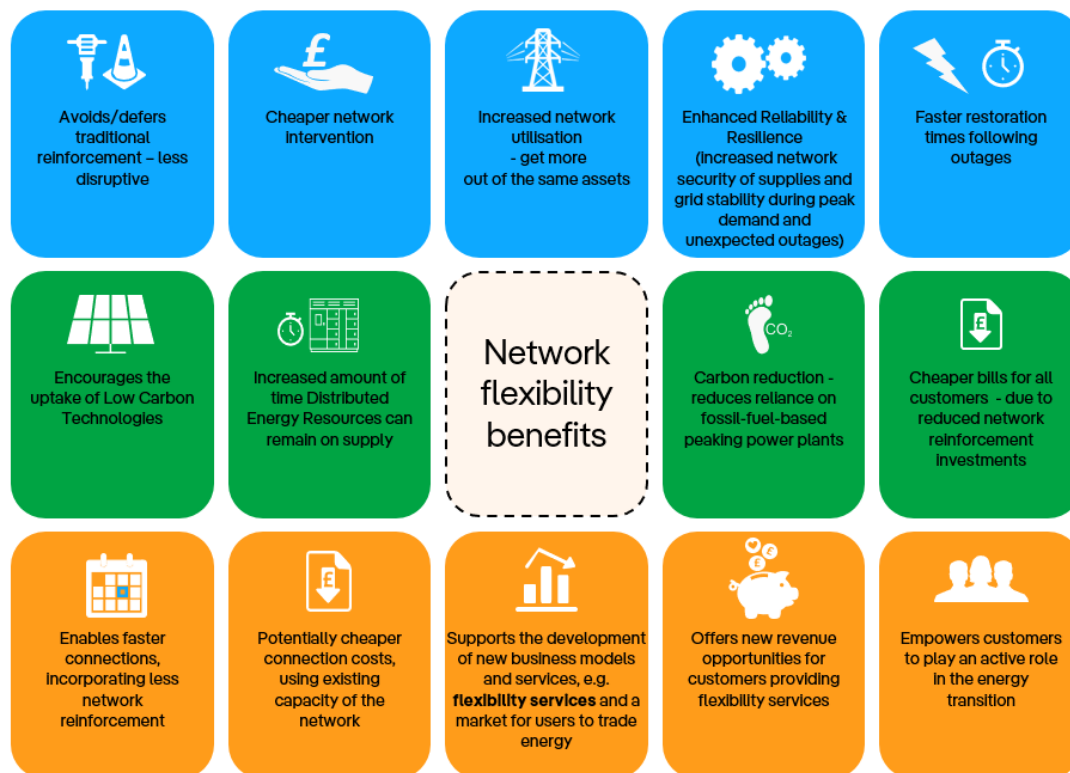 £
Avoids/defers
traditional
reinforcement – less
disruptive
Cheaper network
intervention
Increased network
utilisation
- get more
out of the same assets
Enhanced Reliability &
Resilience
(increased network
security of supplies and
grid stability during peak
demand and
unexpected outages)
Faster restoration
times following
outages
Encourages the
uptake of Low Carbon
Technologies
Increased amount of
time Distributed
Energy Resources can
remain on supply
Network
flexibility
benefits
CO₂
Carbon reduction -
reduces reliance on
fossil-fuel-based
peaking power plants
£
Cheaper bills for all
customers - due to
reduced network
reinforcement
investments
Enables faster
connections,
incorporating less
network
reinforcement
£
Potentially cheaper
connection costs,
using existing
capacity of the
network
Supports the development
of new business models
and services, e.g.
flexibility services and a
market for users to trade
energy
£
£
Offers new revenue
opportunities for
customers providing
flexibility services
Empowers customers
to play an active role
in the energy
transition